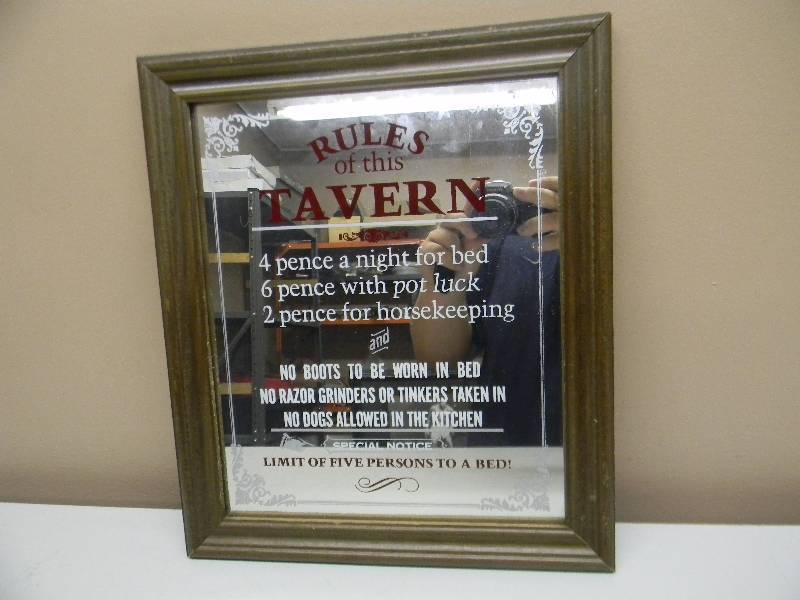 RULES
of this
TAVERN
4 pence a night for bed
6 pence with pot luck
2 pence for horsekeeping
and
NO BOOTS TO BE WORN IN BED
NO RAZOR GRINDERS OR TINKERS TAKEN IN
NO DOGS ALLOWED IN THE KITCHEN
SPECIAL NOTICE
LIMIT OF FIVE PERSONS TO A BED!